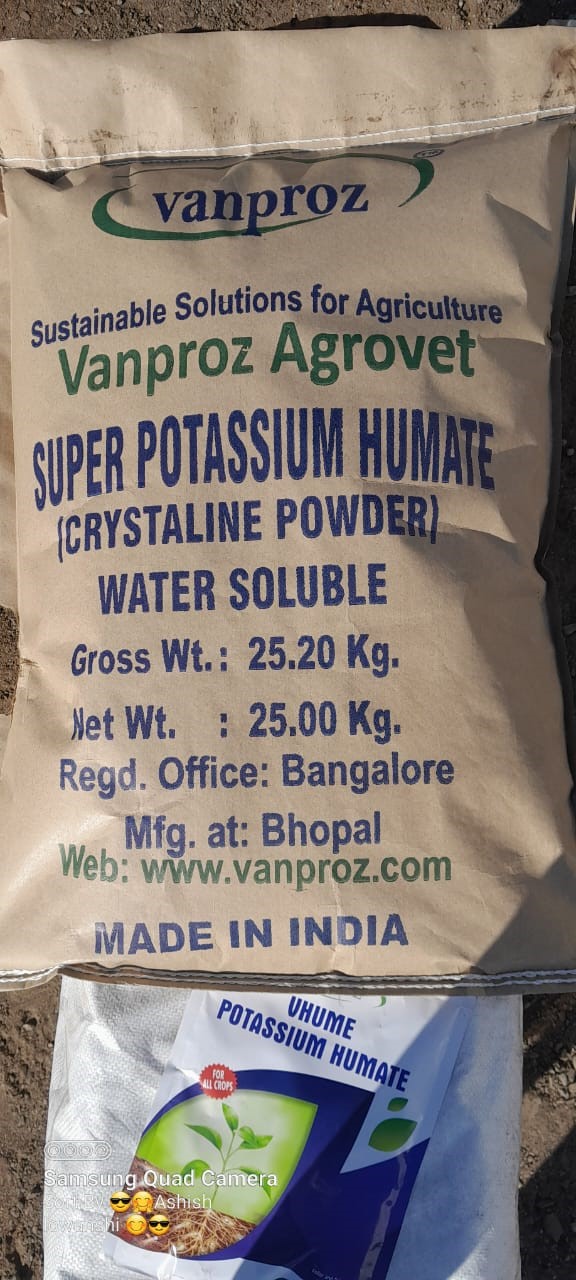 vanproz
Sustainable Solutions for Agriculture
Vanproz Agrovet
SUPER POTASSIUM HUMATE
(CRYSTALINE POWDER)
WATER SOLUBLE
Gross Wt. : 25.20 Kg.
Net Wt. : 25.00 Kg.
Regd. Office: Bangalore
Mfg. at: Bhopal
Web: www.vanproz.com
MADE IN INDIA
VHUME
POTASSIUM HUMATE
FOR
ALL CROPS
Samsung Quad Camera
😎🤗Ashish
🤗😎